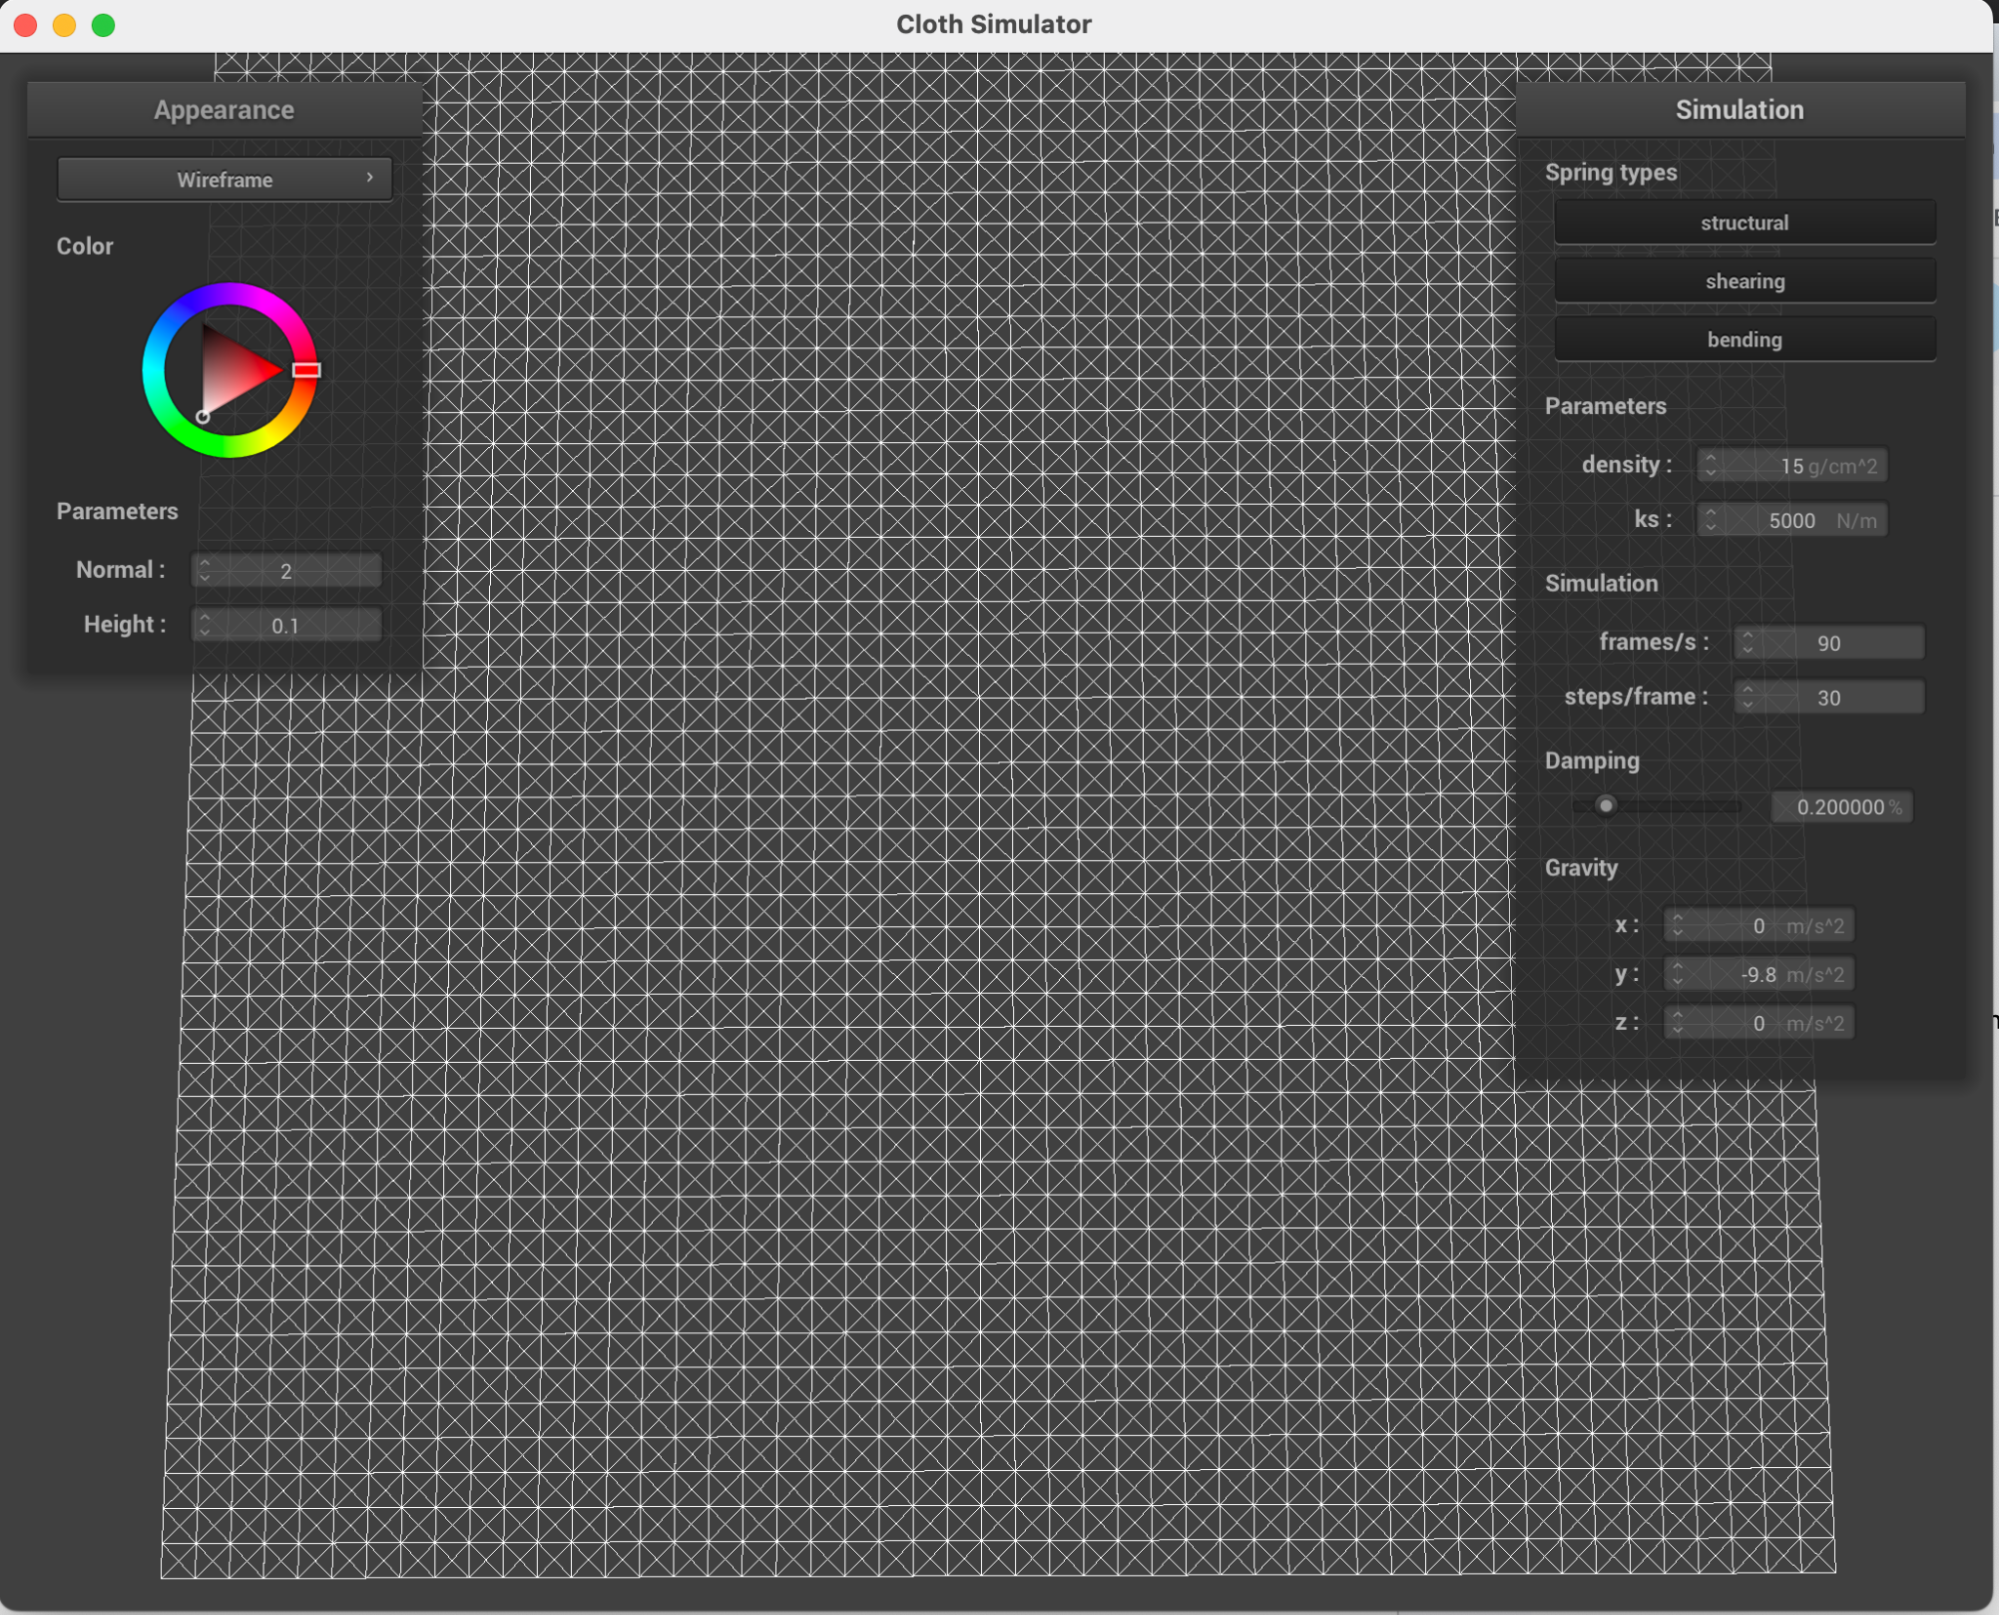 Cloth Simulator
Appearance
Wireframe
Color
Parameters
Normal : 2
Height : 0.1
Simulation
Spring types
structural
shearing
bending
Parameters
density : 15 g/cm^2
ks : 5000 N/m
Simulation
frames/s : 90
steps/frame : 30
Damping
0.200000 %
Gravity
x : 0 m/s^2
y : -9.8 m/s^2
z : 0 m/s^2